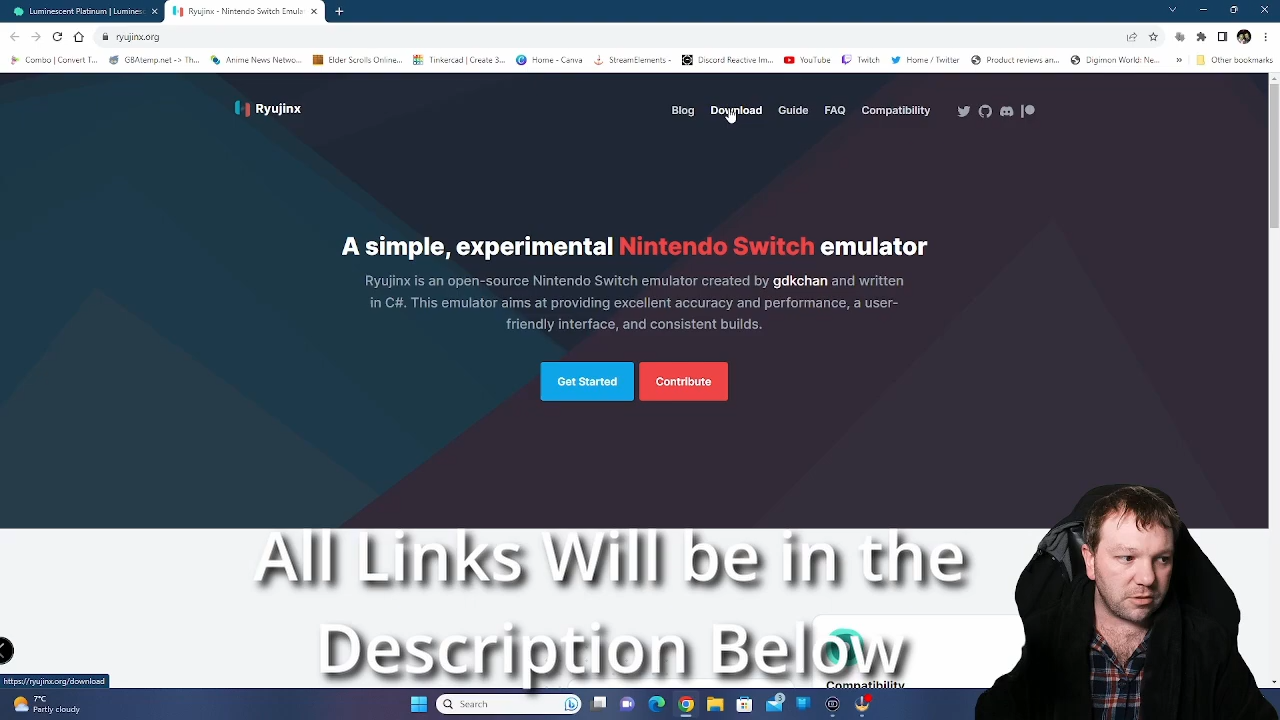 Luminescent Platinum | Lumines
Ryujinx - Nintendo Switch Emula
ryujinx.org
Combo | Convert T...
GBAtemp.net -> Th...
Anime News Netwo...
Elder Scrolls Online...
Tinkercad | Create 3...
Home - Canva
StreamElements -
Discord Reactive Im...
YouTube
Twitch
Home / Twitter
Product reviews an...
Digimon World: Ne...
»
Other bookmarks
Ryujinx
Blog
Download
Guide
FAQ
Compatibility
A simple, experimental Nintendo Switch emulator
Ryujinx is an open-source Nintendo Switch emulator created by gdkchan and written
in C#. This emulator aims at providing excellent accuracy and performance, a user-
friendly interface, and consistent builds.
Get Started
Contribute
All Links Will be in the
Description Below
Compatibility
https://ryujinx.org/download
7°C
Partly cloudy
Search
3